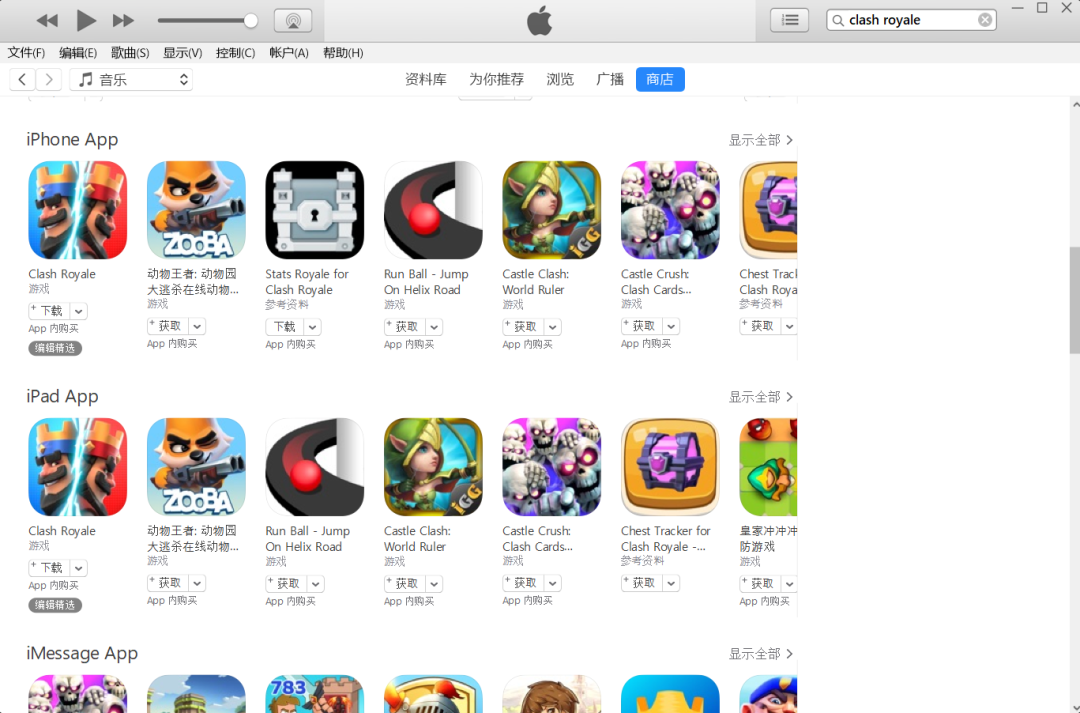 clash royale
文件(F) 编辑(E) 歌曲(S) 显示(V) 控制(C) 帐户(A) 帮助(H)
音乐
资料库 为你推荐 浏览 广播 商店
iPhone App
显示全部
ZOOBA
IGG
Clash Royale
游戏
+ 下载
App 内购买
编辑精选
动物王者: 动物园
大逃杀在线动物...
游戏
+ 获取
App 内购买
Stats Royale for
Clash Royale
参考资料
下载
App 内购买
Run Ball - Jump
On Helix Road
游戏
+ 获取
App 内购买
Castle Clash:
World Ruler
游戏
+ 获取
App 内购买
Castle Crush:
Clash Cards...
游戏
+ 获取
App 内购买
Chest Tracl
Clash Roya
参考资料
+ 获取
iPad App
显示全部
ZOOBA
IGG
Clash Royale
游戏
+ 下载
App 内购买
编辑精选
动物王者: 动物园
大逃杀在线动物...
游戏
+ 获取
App 内购买
Run Ball - Jump
On Helix Road
游戏
+ 获取
App 内购买
Castle Clash:
World Ruler
游戏
+ 获取
App 内购买
Castle Crush:
Clash Cards...
游戏
+ 获取
App 内购买
Chest Tracker for
Clash Royale -...
参考资料
+ 获取
皇家冲冲冲
防游戏
游戏
+ 获取
App 内购买
iMessage App
显示全部
783